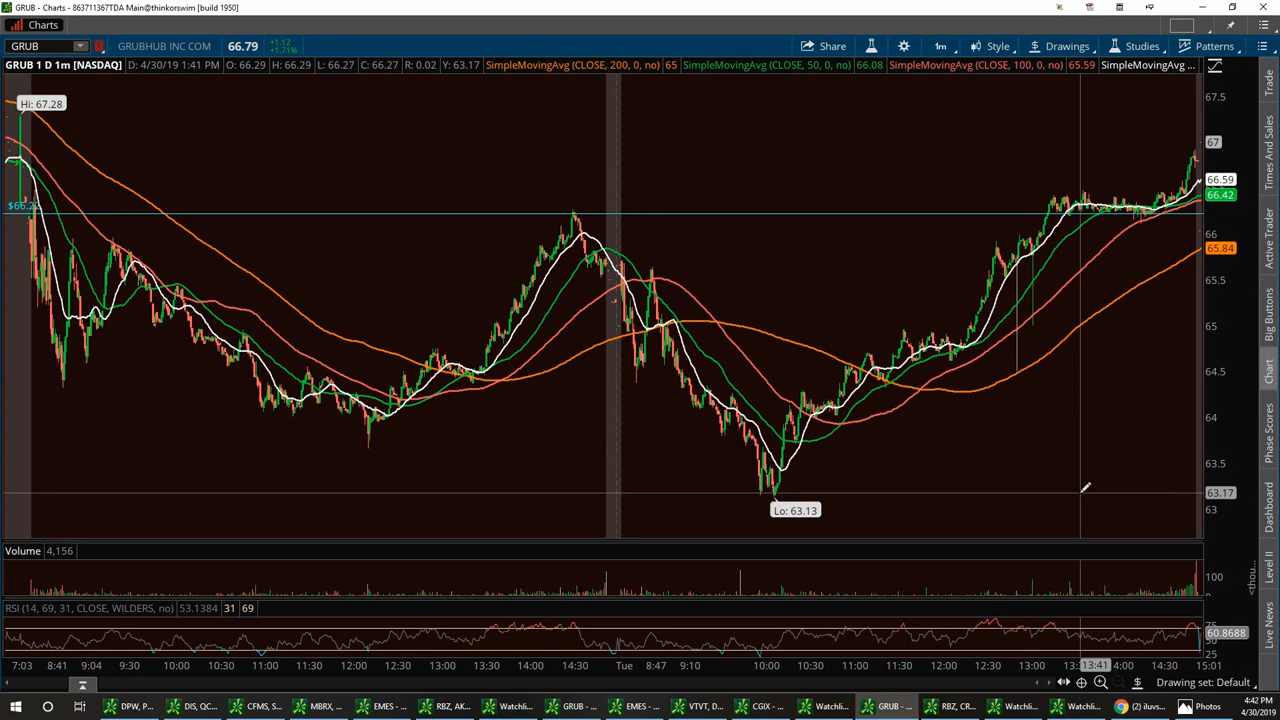 GRUB - Charts - 863711367TDA Main@thinkorswim [build 1950]
Charts
GRUB GRUBHUB INC COM 66.79 +1.12 +1.71% Share 1m Style $ Drawings Studies Patterns
GRUB 1 D 1m [NASDAQ] D: 4/30/19 1:41 PM O: 66.29 H: 66.29 L: 66.27 C: 66.27 R: 0.02 Y: 63.17 SimpleMovingAvg (CLOSE, 200, 0, no) 65 SimpleMovingAvg (CLOSE, 50, 0, no) 66.08 SimpleMovingAvg (CLOSE, 100, 0, no) 65.59 SimpleMovingAvg ...
Hi: 67.28
67.5
67
66.59
66.42
66
65.84
65.5
65
64.5
64
63.5
63.17
63
Lo: 63.13
Volume 4,156
100
RSI (14, 69, 31, CLOSE, WILDERS, no) 53.1384 31 69
75
60.8688
25
7:03 8:41 9:04 9:30 10:00 10:30 11:00 11:30 12:00 12:30 13:00 13:30 14:00 14:30 Tue 8:47 9:10 10:00 10:30 11:00 11:30 12:00 12:30 13:00 13:41 14:30 15:01
$ Drawing set: Default
Trade
Times And Sales
Active Trader
Big Buttons
Chart
Phase Scores
Dashboard
Level II
Live News
<thou...
DPW, P... DIS, QC... CFMS, S... MBRX, ... EMES - ... RBZ, AK... Watchli... GRUB - ... EMES - ... VTVT, D... CGIX - ... Watchli... GRUB - ... RBZ, CR... Watchli... Watchli... (2) iluvs... Photos
4:42 PM
4/30/2019